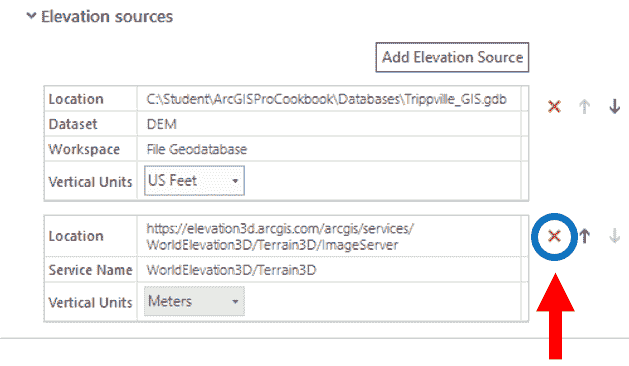 Elevation sources
Add Elevation Source
Location C:\Student\ArcGISProCookbook\Databases\Trippville_GIS.gdb
Dataset DEM
Workspace File Geodatabase
Vertical Units US Feet
Location https://elevation3d.arcgis.com/arcgis/services/
WorldElevation3D/Terrain3D/ImageServer
Service Name WorldElevation3D/Terrain3D
Vertical Units Meters